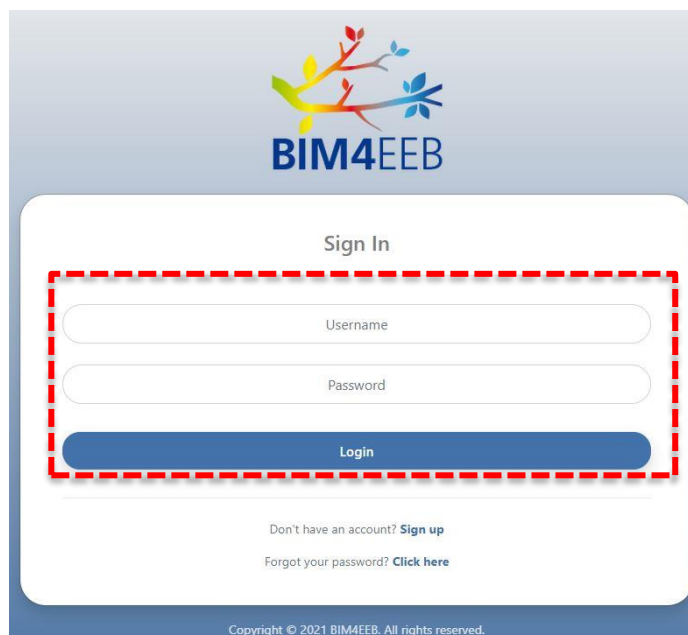 BIM4EEB
Sign In
Username
Password
Login
Don't have an account? Sign up
Forgot your password? Click here
Copyright © 2021 BIM4EEB. All rights reserved.